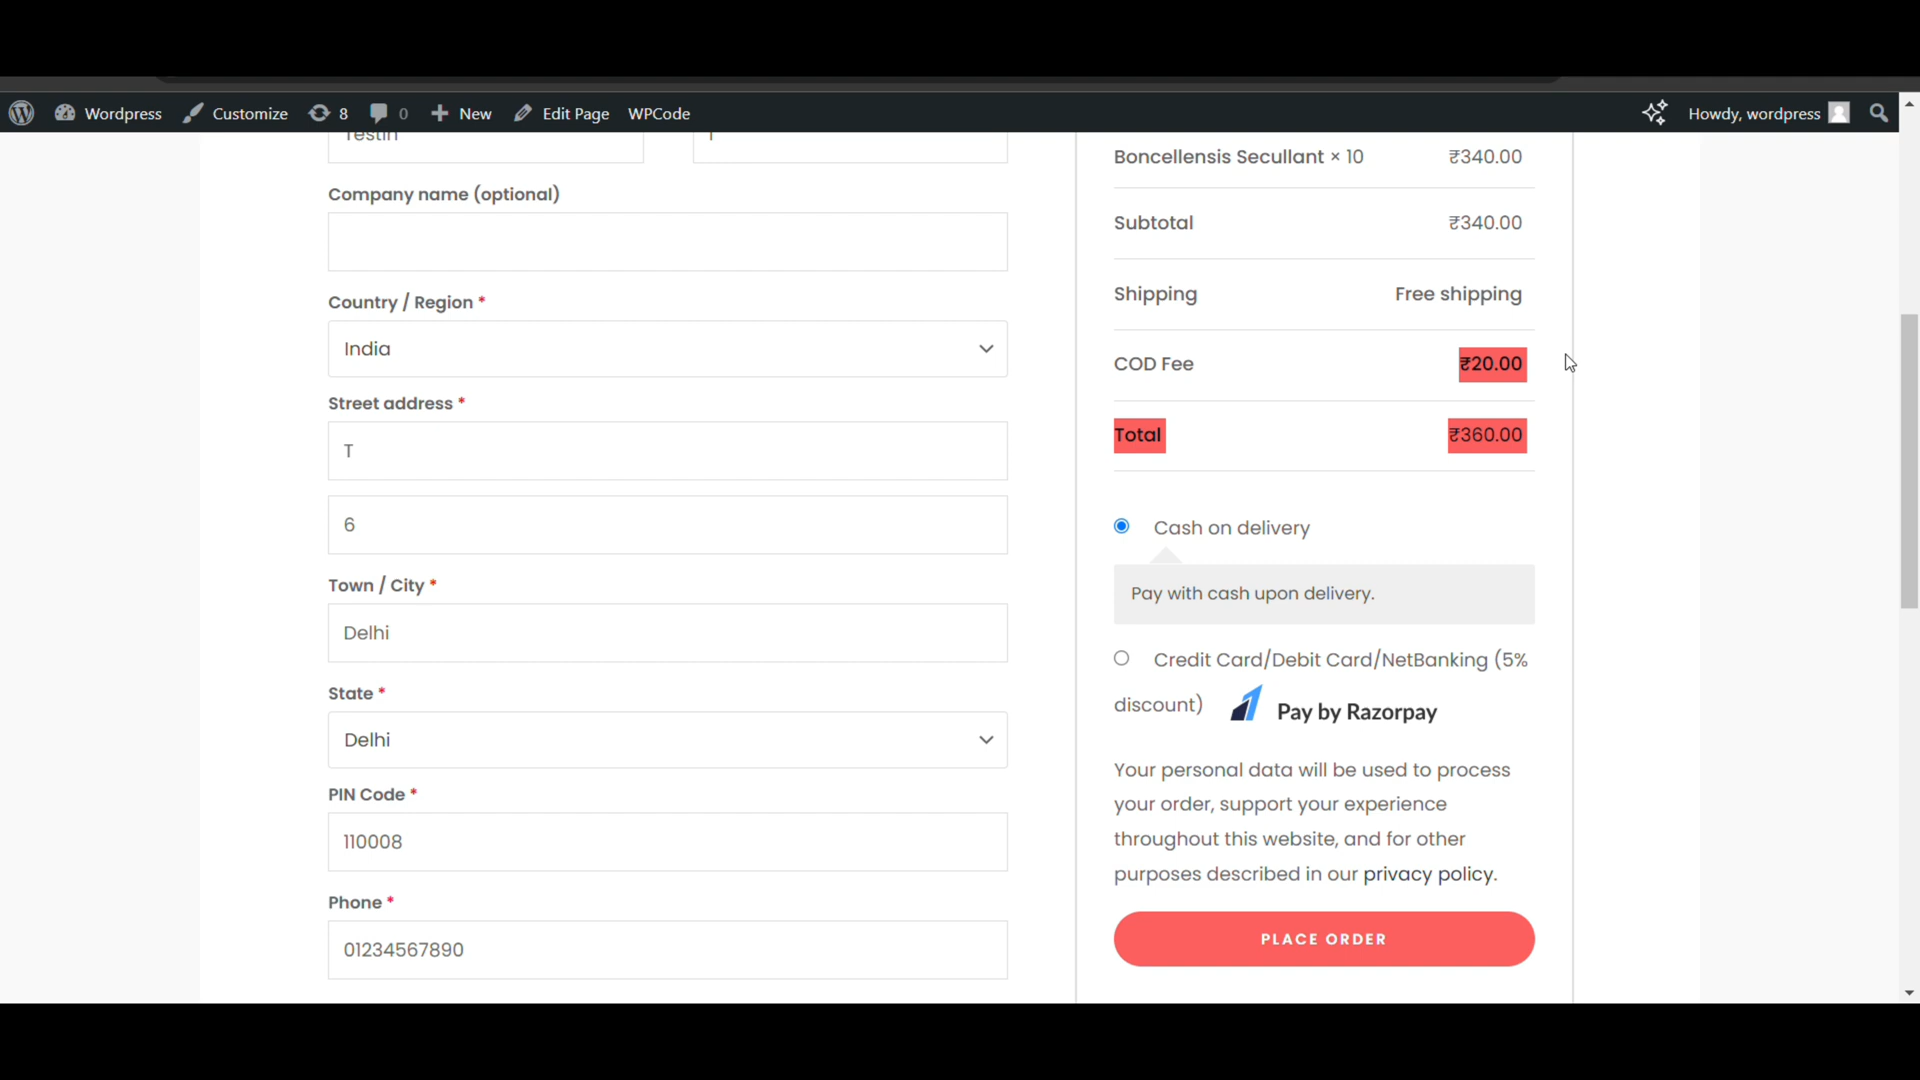 Wordpress Customize 8 0 New Edit Page WPCode Howdy, wordpress
Boncellensis Secullant × 10 ₹340.00
Company name (optional)
Subtotal ₹340.00
Shipping Free shipping
Country / Region *
India
COD Fee ₹20.00
Street address *
Total ₹360.00
T
6
Cash on delivery
Town / City *
Pay with cash upon delivery.
Delhi
Credit Card/Debit Card/NetBanking (5%
discount) Pay by Razorpay
State *
Delhi
Your personal data will be used to process
your order, support your experience
throughout this website, and for other
purposes described in our privacy policy.
PIN Code *
110008
Phone *
PLACE ORDER
01234567890